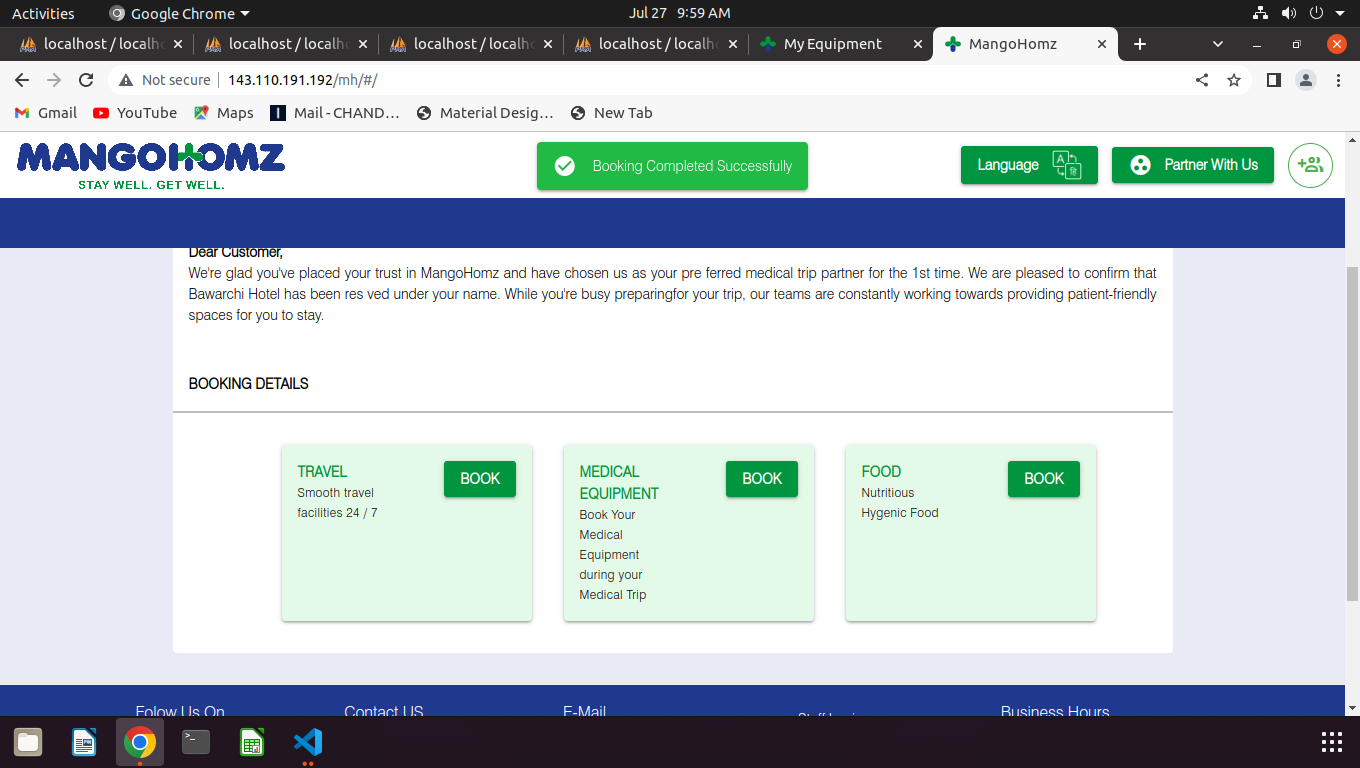 Activities
Google Chrome
Jul 27 9:59 AM
localhost / localh
localhost / localh
localhost / localh
localhost / localh
My Equipment
MangoHomz
Not secure
143.110.191.192/mh/#/
Gmail
YouTube
Maps
Mail - CHAND…
Material Desig…
New Tab
MANGOHOMZ
STAY WELL. GET WELL.
Booking Completed Successfully
Language
Partner With Us
Dear Customer,
We're glad you've placed your trust in MangoHomz and have chosen us as your pre ferred medical trip partner for the 1st time. We are pleased to confirm that
Bawarchi Hotel has been res ved under your name. While you're busy preparingfor your trip, our teams are constantly working towards providing patient-friendly
spaces for you to stay.
BOOKING DETAILS
TRAVEL
BOOK
Smooth travel
facilities 24 / 7
MEDICAL
EQUIPMENT
BOOK
Book Your
Medical
Equipment
during your
Medical Trip
FOOD
BOOK
Nutritious
Hygenic Food
Folow Us On
Contact US
E-Mail
Business Hours